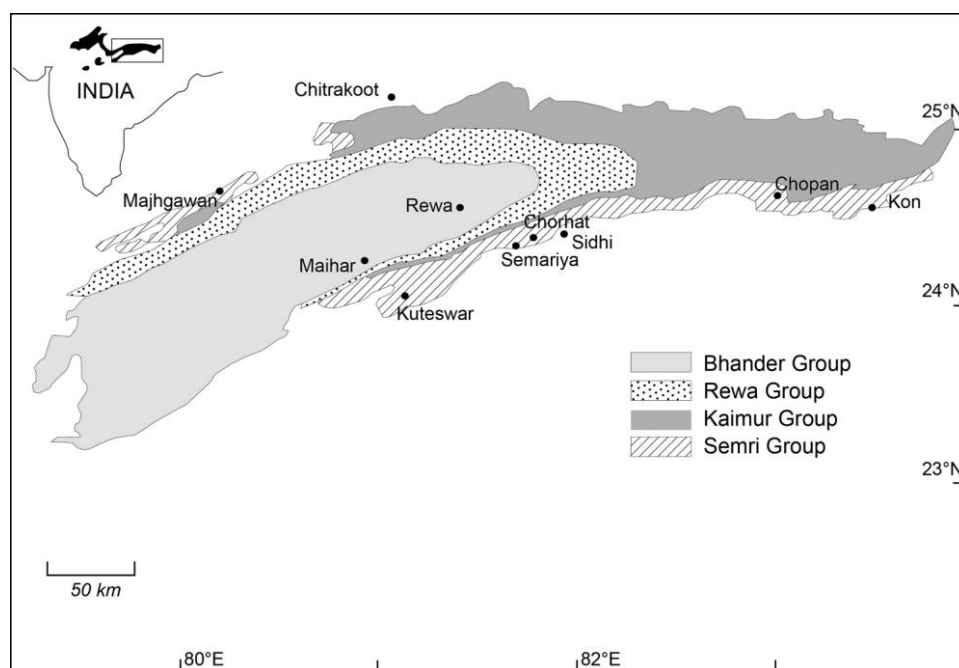 INDIA
Chitrakoot
25°N
Majhgawan
Chopan
Rewa
Kon
Chorhat
Sidhi
Semariya
Maihar
24°N
Kuteswar
Bhander Group
Rewa Group
Kaimur Group
Semri Group
23°N
50 km
80°E
82°E